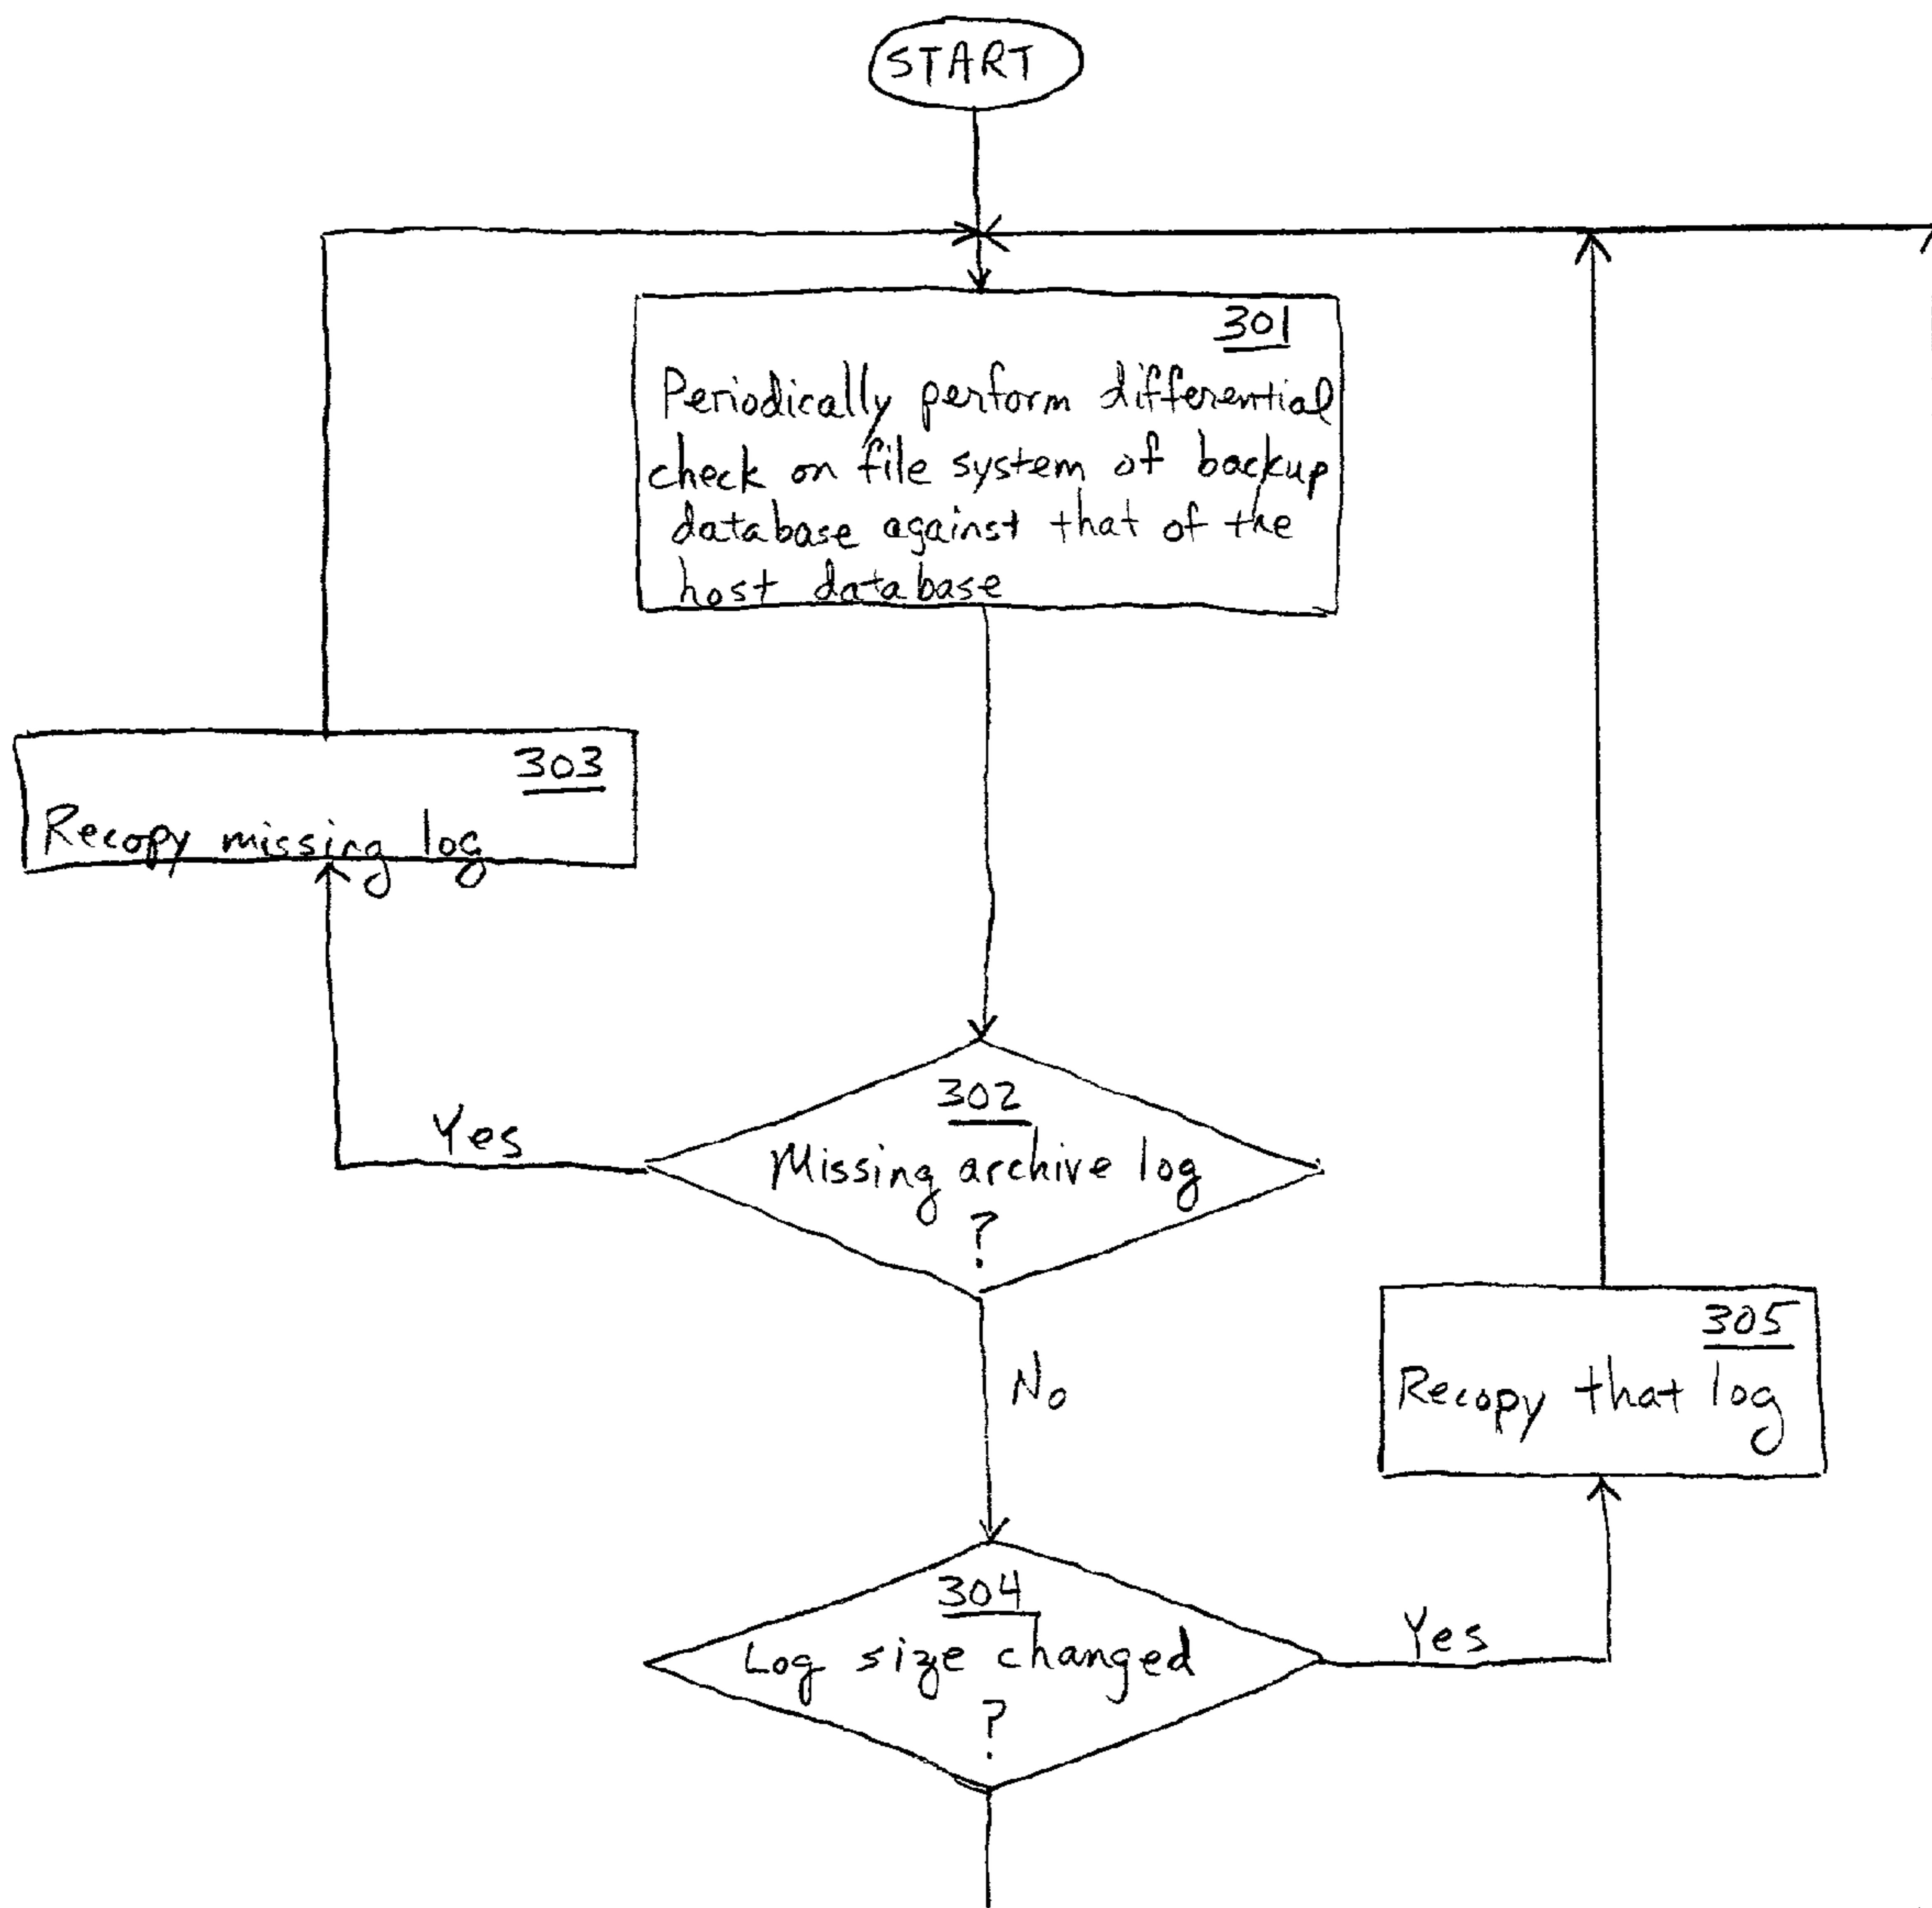 START
301
Periodically perform differential
check on file system of backup
database against that of the
host database
303
Recopy missing log
302
Missing archive log
?
Yes
No
305
Recopy that log
304
Log size changed
?
Yes